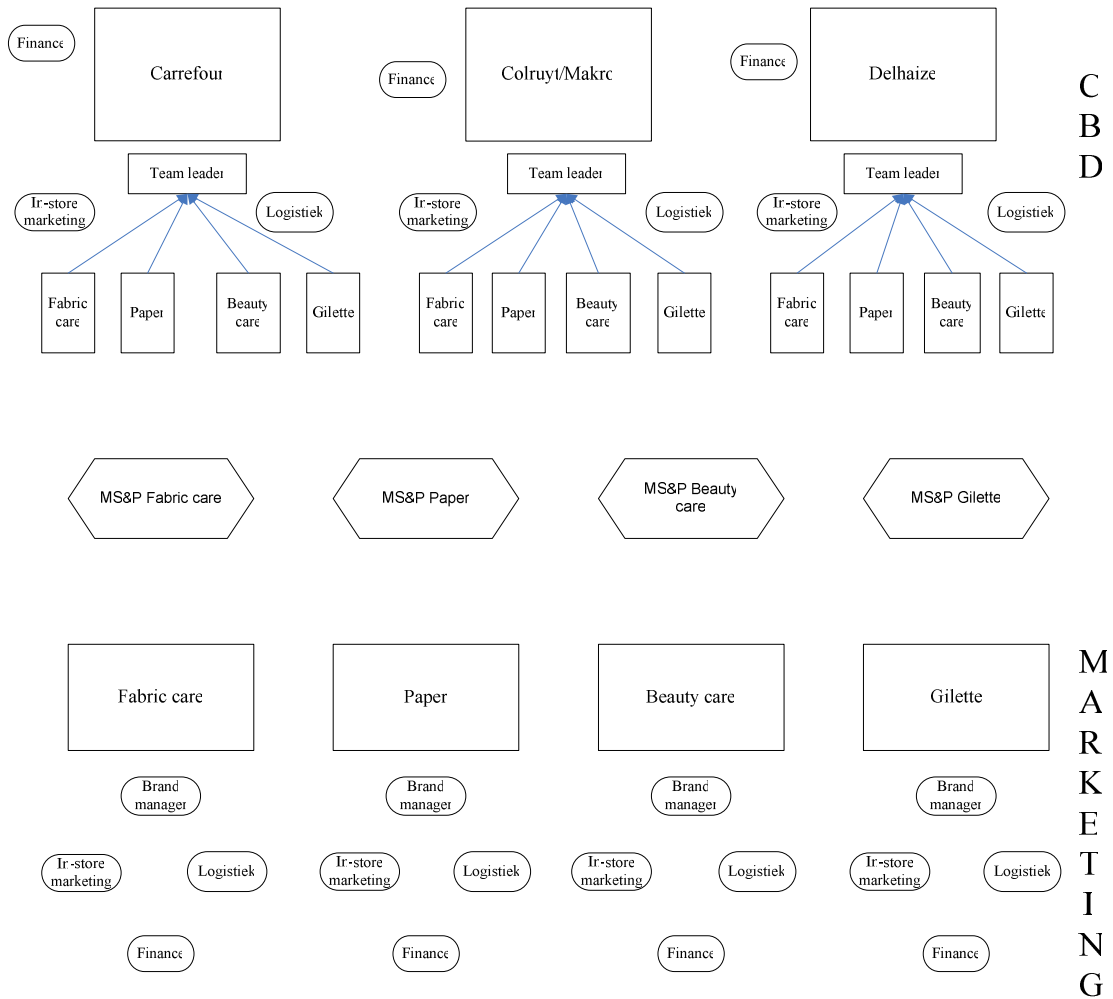 Finance
Carrefour
Finance
Colruyt/Makro
Finance
Delhaize
C
B
D
Team leader
Team leader
Team leader
In-store
marketing
Logistiek
In-store
marketing
Logistiek
In-store
marketing
Logistiek
Fabric
care
Paper
Beauty
care
Gilette
Fabric
care
Paper
Beauty
care
Gilette
Fabric
care
Paper
Beauty
care
Gilette
MS&P Fabric care
MS&P Paper
MS&P Beauty
care
MS&P Gilette
Fabric care
Paper
Beauty care
Gilette
M
A
R
K
E
T
I
N
G
Brand
manager
Brand
manager
Brand
manager
Brand
manager
In-store
marketing
Logistiek
In-store
marketing
Logistiek
In-store
marketing
Logistiek
In-store
marketing
Logistiek
Finance
Finance
Finance
Finance